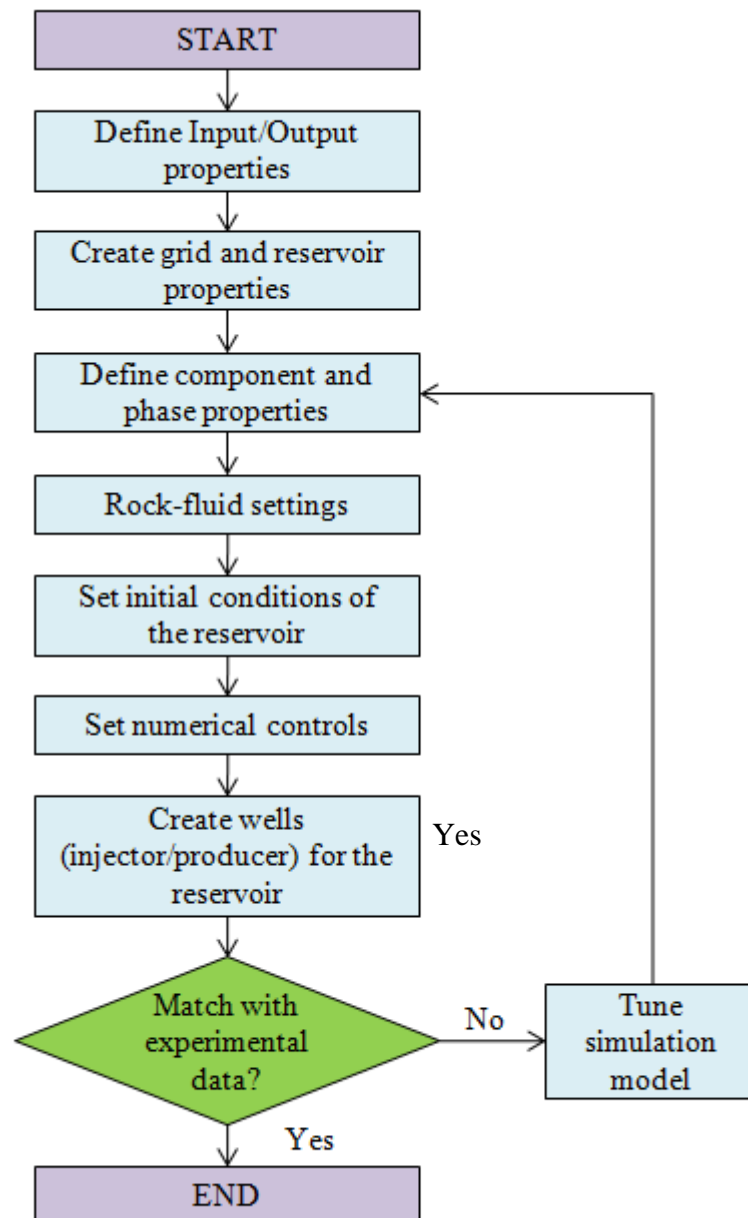 START
Define Input/Output
properties
Create grid and reservoir
properties
Define component and
phase properties
Rock-fluid settings
Set initial conditions of
the reservoir
Set numerical controls
Create wells
(injector/producer) for the
reservoir
Yes
Match with
experimental
data?
No
Tune
simulation
model
Yes
END